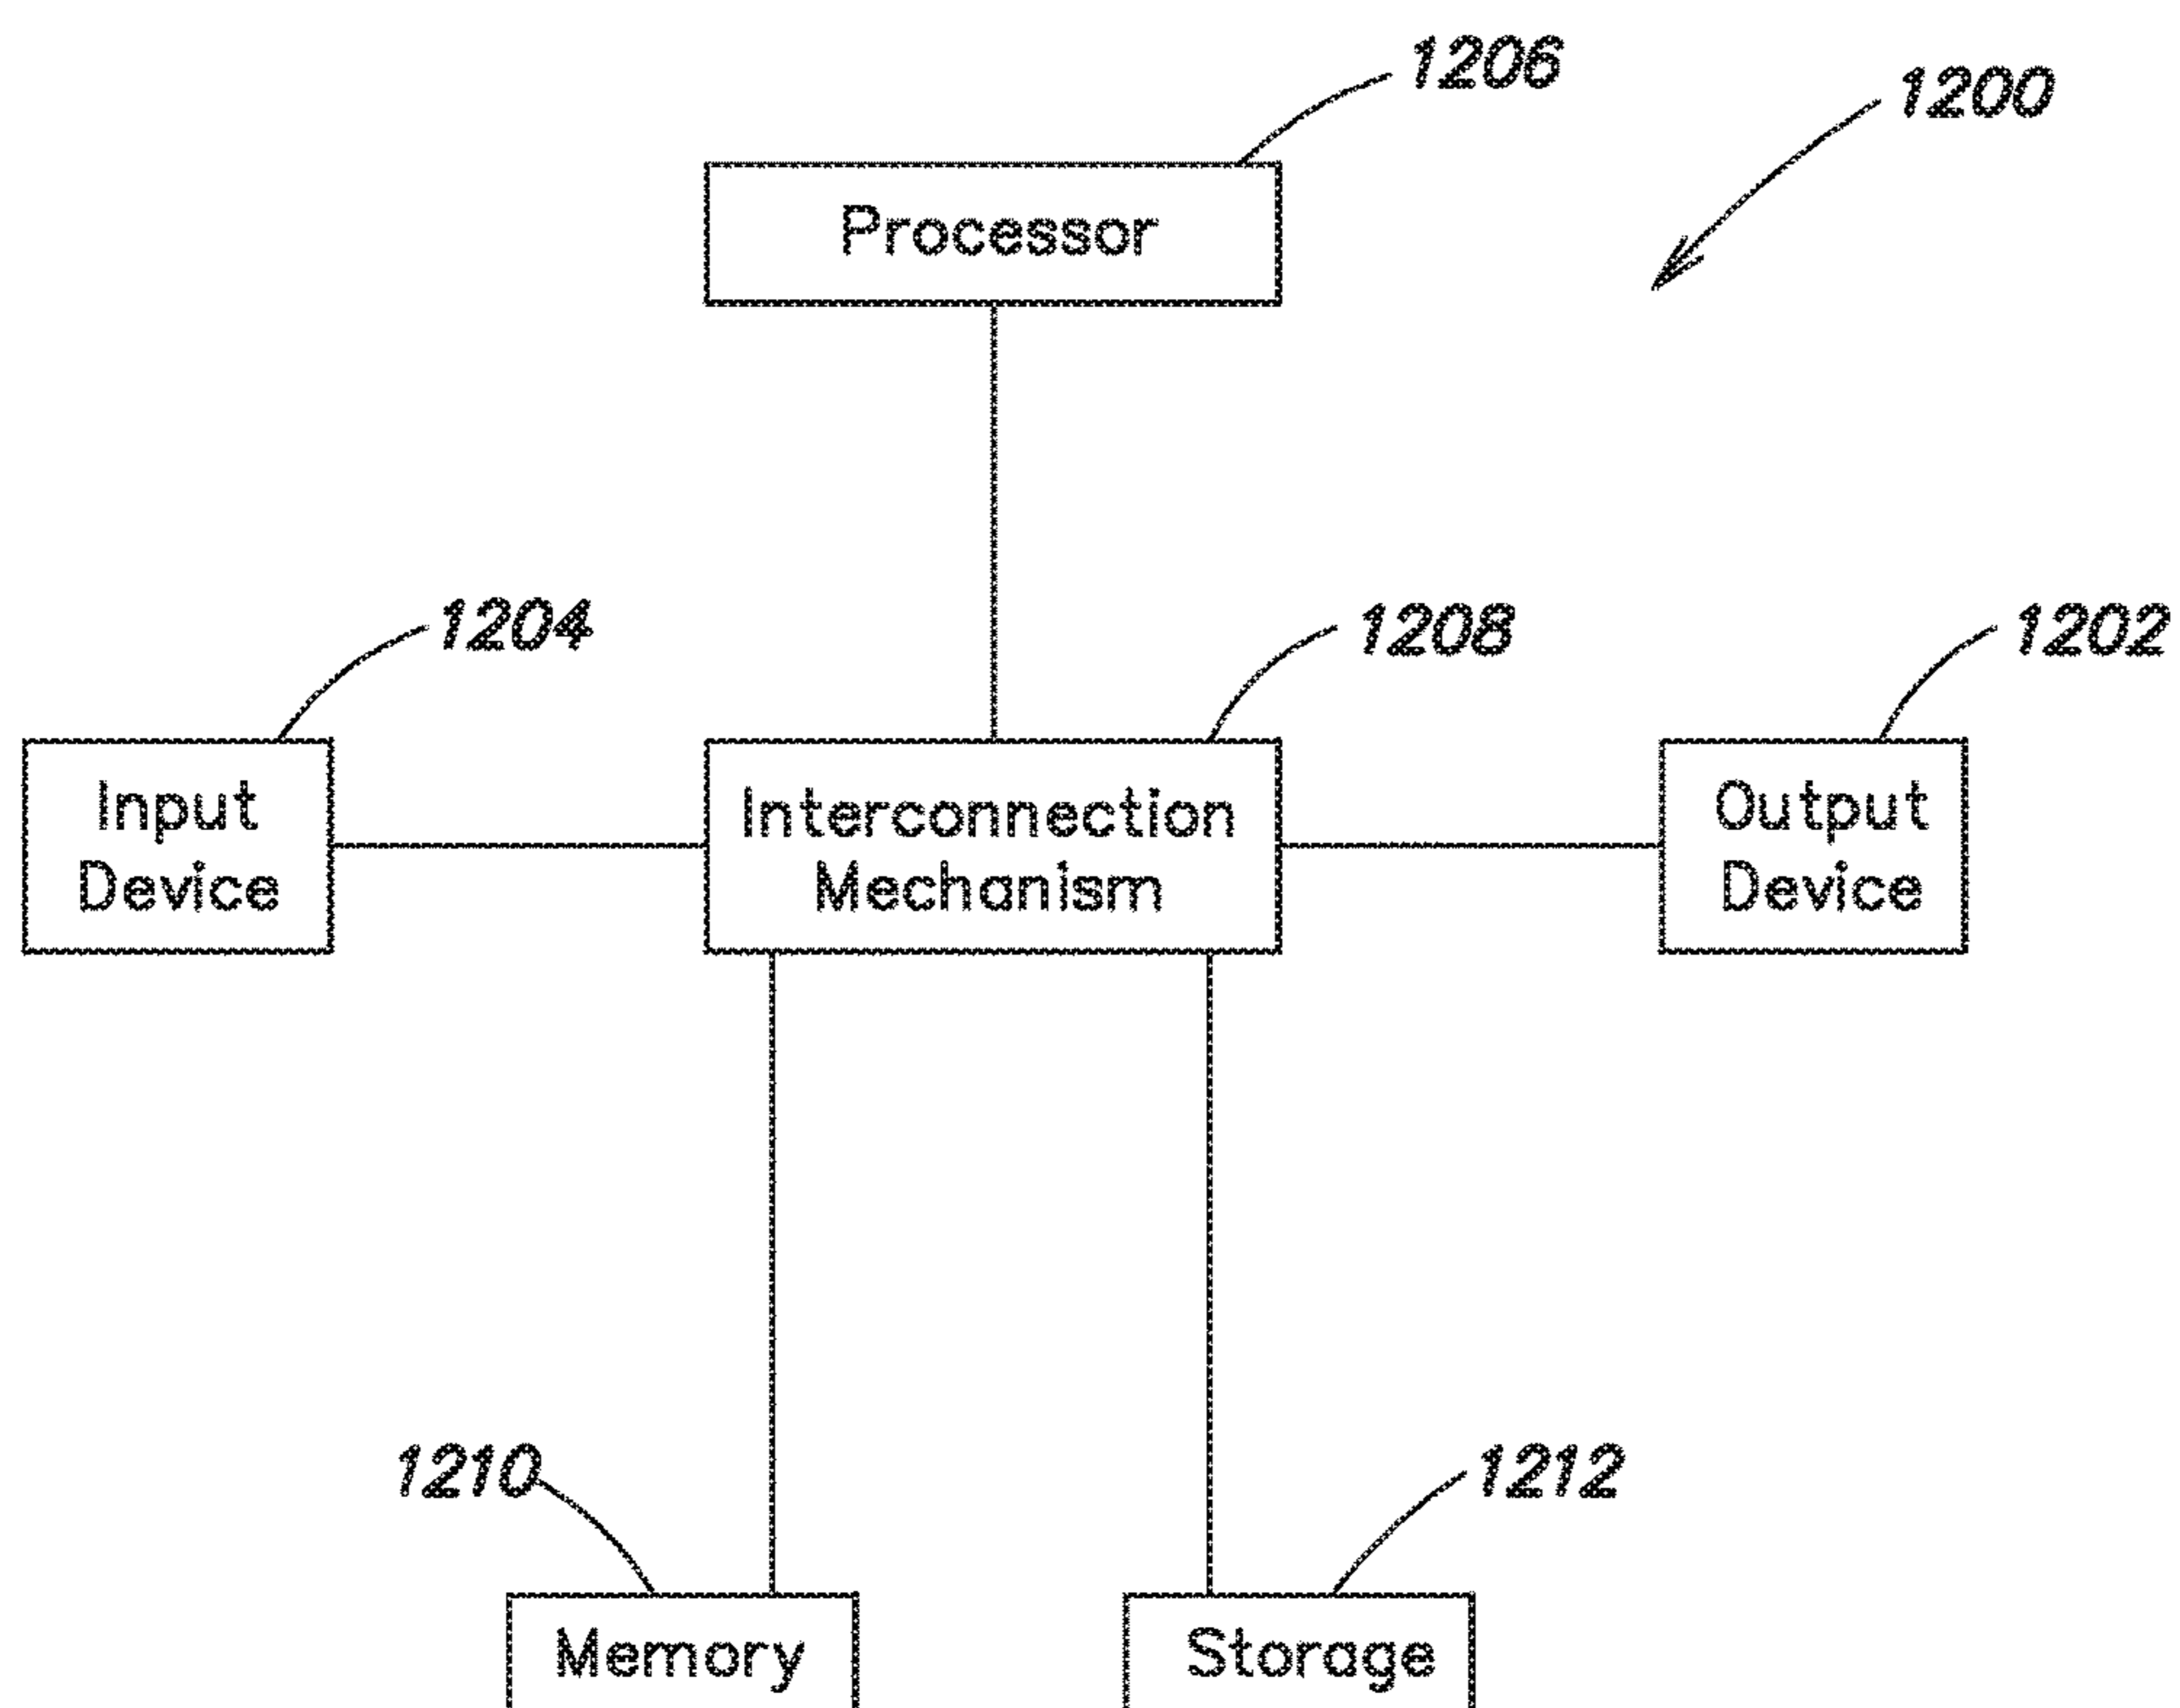 1206
1200
Processor
1204
1208
1202
Input
Device
Interconnection
Mechanism
Output
Device
1210
1212
Memory
Storage